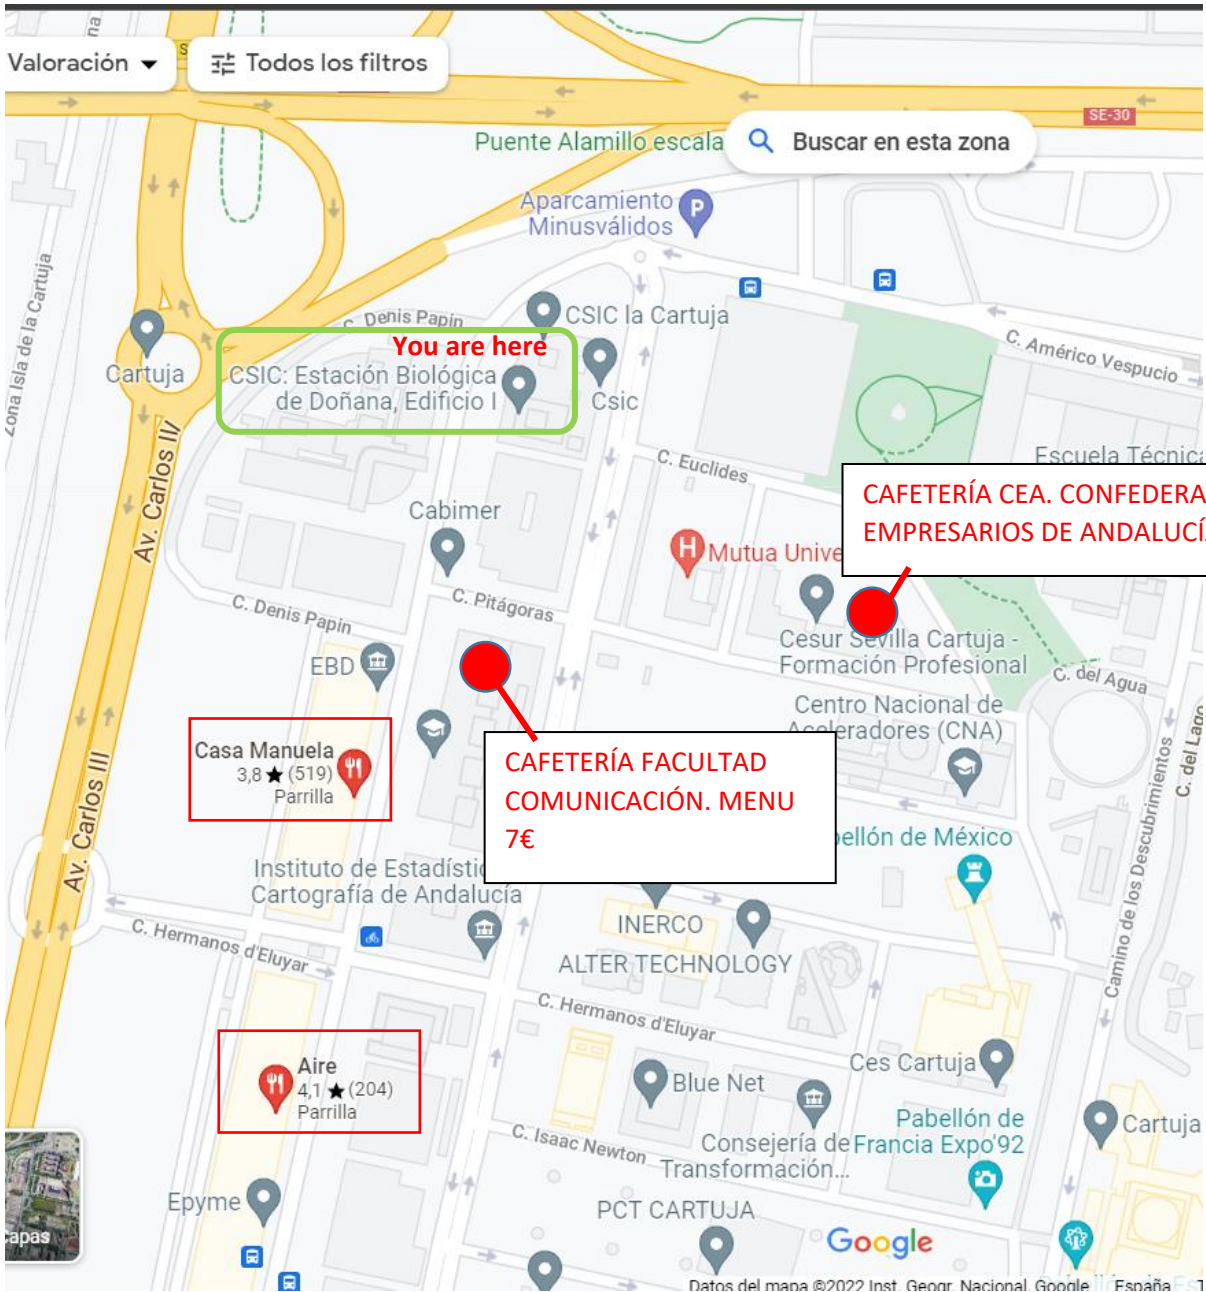 Valoración
Todos los filtros
SE-30
Puente Alamillo escala
Buscar en esta zona
Aparcamiento
Minusválidos
Zona Isla de la Cartuja
CSIC la Cartuja
C. Denis Papin
You are here
C. Américo Vespucio
Cartuja
CSIC: Estación Biológica
de Doñana, Edificio I
Csic
Av. Carlos IV
C. Euclides
Escuela Técnica
CAFETERÍA CEA. CONFEDERA
EMPRESARIOS DE ANDALUCÍ
Cabimer
H
Mutua Unive
C. Denis Papin
C. Pitágoras
Cesur Sevilla Cartuja -
Formación Profesional
EBD
C. del Agua
Centro Nacional de
Aceleradores (CNA)
C. del Lago
Casa Manuela
3,8 ★ (519)
Parrilla
CAFETERÍA FACULTAD
COMUNICACIÓN. MENU
7€
Av. Carlos III
Camino de los Descubrimientos
ellón de México
Instituto de Estadísti
Cartografía de Andalucía
INERCO
C. Hermanos d'Eluyar
ALTER TECHNOLOGY
C. Hermanos d'Eluyar
Ces Cartuja
Aire
4,1 ★ (204)
Parrilla
Blue Net
Pabellón de
Francia Expo'92
Cartuja
C. Isaac Newton
Consejería de
Transformación...
Epyme
PCT CARTUJA
apas
Google
Datos del mapa ©2022 Inst. Geogr. Nacional, Google
España